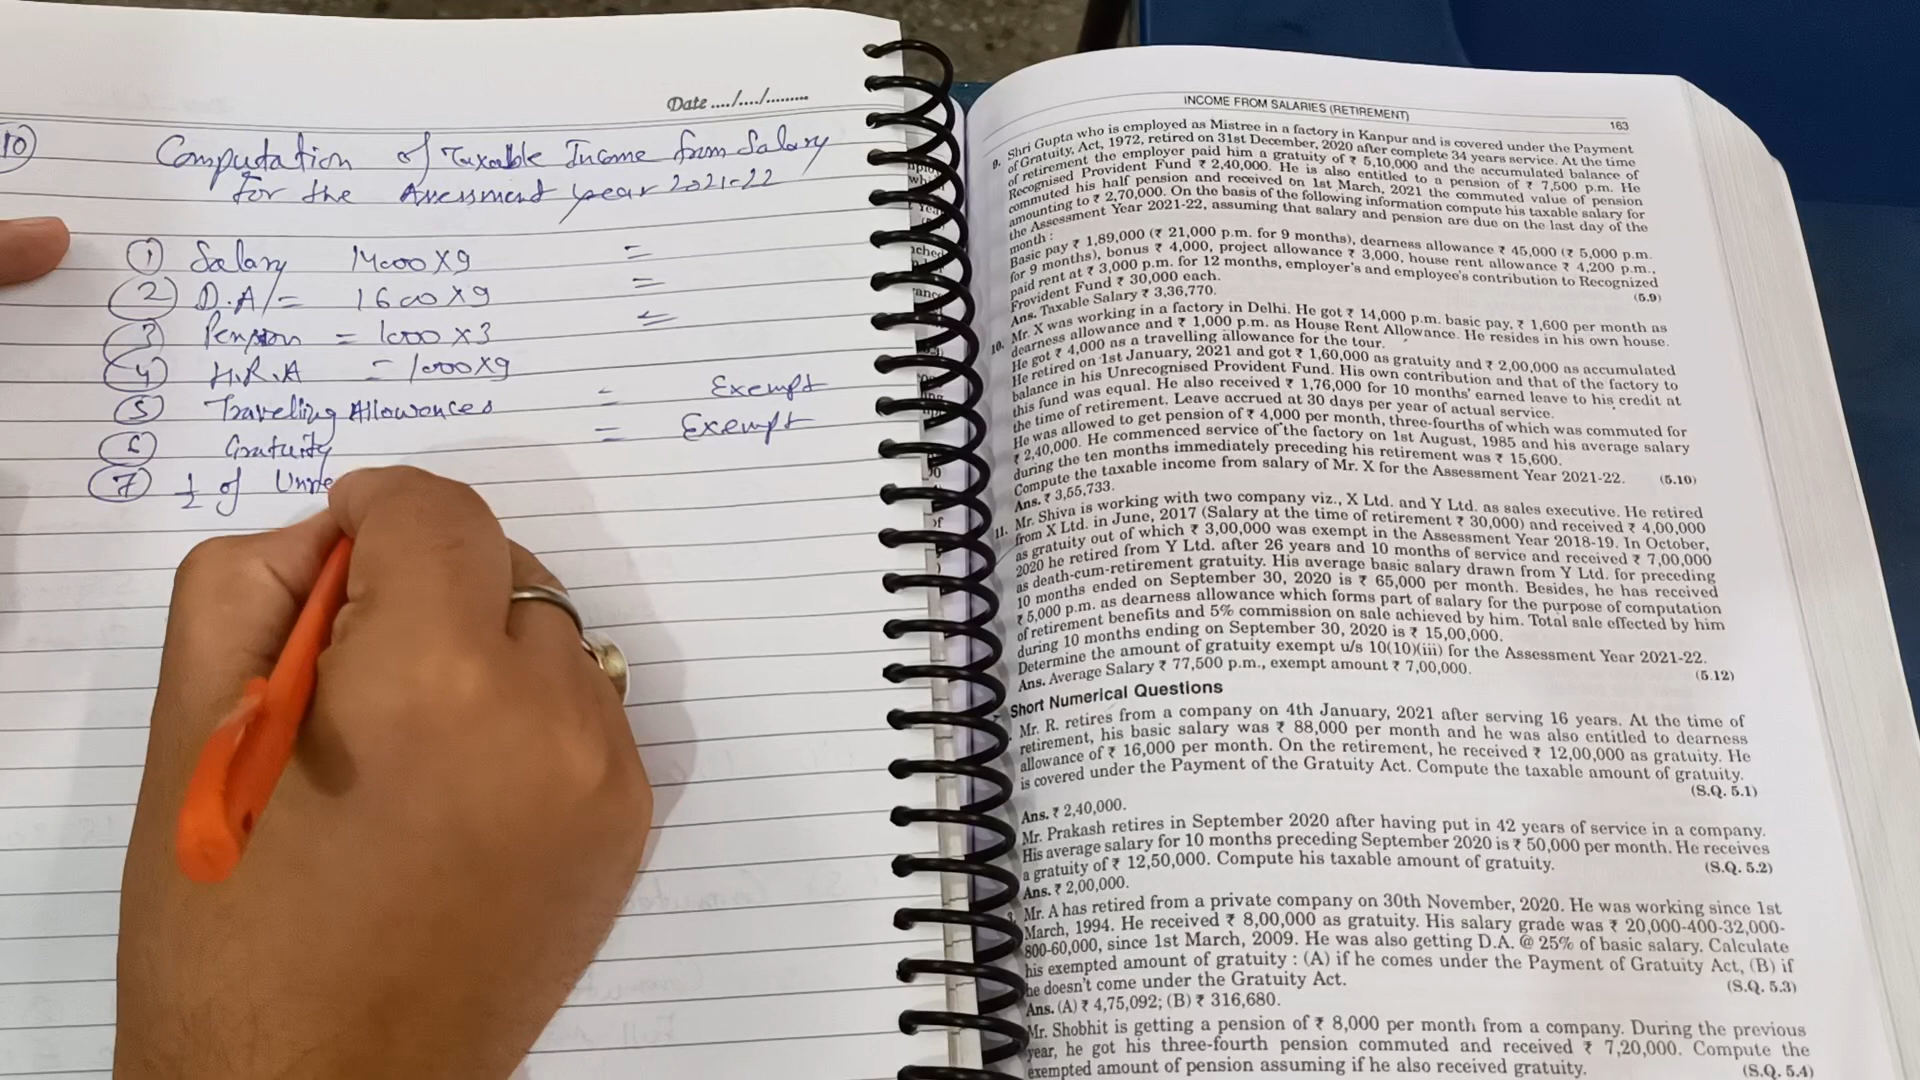 Date ..../..../.........
10
Computation of Taxable Income from Salary
for the Assessment year 2021-22
1 Salary 14000 X 9 =
2 D.A/= 1600 X 9 =
3 Pension = 1000 X 3 =
4 H.R.A = 1000 X 9
5 Traveling Allowances = Exempt
6 Gratuity = Exempt
7 1/2 of Unre
INCOME FROM SALARIES (RETIREMENT)
163
9. Shri Gupta who is employed as Mistree in a factory in Kanpur and is covered under the Payment
of Gratuity, Act, 1972, retired on 31st December, 2020 after complete 34 years service. At the time
of retirement the employer paid him a gratuity of ₹ 5,10,000 and the accumulated balance of
Recognised Provident Fund ₹ 2,40,000. He is also entitled to a pension of ₹ 7,500 p.m. He
commuted his half pension and received on 1st March, 2021 the commuted value of pension
amounting to ₹ 2,70,000. On the basis of the following information compute his taxable salary for
the Assessment Year 2021-22, assuming that salary and pension are due on the last day of the
month :
Basic pay ₹ 1,89,000 (₹ 21,000 p.m. for 9 months), dearness allowance ₹ 45,000 (₹ 5,000 p.m.
for 9 months), bonus ₹ 4,000, project allowance ₹ 3,000, house rent allowance ₹ 4,200 p.m.,
paid rent at ₹ 3,000 p.m. for 12 months, employer's and employee's contribution to Recognized
Provident Fund ₹ 30,000 each.
(5.9)
Ans. Taxable Salary ₹ 3,36,770.
10. Mr. X was working in a factory in Delhi. He got ₹ 14,000 p.m. basic pay, ₹ 1,600 per month as
dearness allowance and ₹ 1,000 p.m. as House Rent Allowance. He resides in his own house.
He got ₹ 4,000 as a travelling allowance for the tour.
He retired on 1st January, 2021 and got ₹ 1,60,000 as gratuity and ₹ 2,00,000 as accumulated
balance in his Unrecognised Provident Fund. His own contribution and that of the factory to
this fund was equal. He also received ₹ 1,76,000 for 10 months' earned leave to his credit at
the time of retirement. Leave accrued at 30 days per year of actual service.
He was allowed to get pension of ₹ 4,000 per month, three-fourths of which was commuted for
₹ 2,40,000. He commenced service of the factory on 1st August, 1985 and his average salary
during the ten months immediately preceding his retirement was ₹ 15,600.
Compute the taxable income from salary of Mr. X for the Assessment Year 2021-22. (5.10)
Ans. ₹ 3,55,733.
11. Mr. Shiva is working with two company viz., X Ltd. and Y Ltd. as sales executive. He retired
from X Ltd. in June, 2017 (Salary at the time of retirement ₹ 30,000) and received ₹ 4,00,000
as gratuity out of which ₹ 3,00,000 was exempt in the Assessment Year 2018-19. In October,
2020 he retired from Y Ltd. after 26 years and 10 months of service and received ₹ 7,00,000
as death-cum-retirement gratuity. His average basic salary drawn from Y Ltd. for preceding
10 months ended on September 30, 2020 is ₹ 65,000 per month. Besides, he has received
₹ 5,000 p.m. as dearness allowance which forms part of salary for the purpose of computation
of retirement benefits and 5% commission on sale achieved by him. Total sale effected by him
during 10 months ending on September 30, 2020 is ₹ 15,00,000.
Determine the amount of gratuity exempt u/s 10(10)(iii) for the Assessment Year 2021-22.
Ans. Average Salary ₹ 77,500 p.m., exempt amount ₹ 7,00,000. (5.12)
Short Numerical Questions
Mr. R. retires from a company on 4th January, 2021 after serving 16 years. At the time of
retirement, his basic salary was ₹ 88,000 per month and he was also entitled to dearness
allowance of ₹ 16,000 per month. On the retirement, he received ₹ 12,00,000 as gratuity. He
is covered under the Payment of the Gratuity Act. Compute the taxable amount of gratuity.
(S.Q. 5.1)
Ans. ₹ 2,40,000.
Mr. Prakash retires in September 2020 after having put in 42 years of service in a company.
His average salary for 10 months preceding September 2020 is ₹ 50,000 per month. He receives
a gratuity of ₹ 12,50,000. Compute his taxable amount of gratuity. (S.Q. 5.2)
Ans. ₹ 2,00,000.
Mr. A has retired from a private company on 30th November, 2020. He was working since 1st
March, 1994. He received ₹ 8,00,000 as gratuity. His salary grade was ₹ 20,000-400-32,000-
800-60,000, since 1st March, 2009. He was also getting D.A. @ 25% of basic salary. Calculate
his exempted amount of gratuity : (A) if he comes under the Payment of Gratuity Act, (B) if
he doesn't come under the Gratuity Act. (S.Q. 5.3)
Ans. (A) ₹ 4,75,092; (B) ₹ 316,680.
Mr. Shobhit is getting a pension of ₹ 8,000 per month from a company. During the previous
year, he got his three-fourth pension commuted and received ₹ 7,20,000. Compute the
exempted amount of pension assuming if he also received gratuity. (S.Q. 5.4)